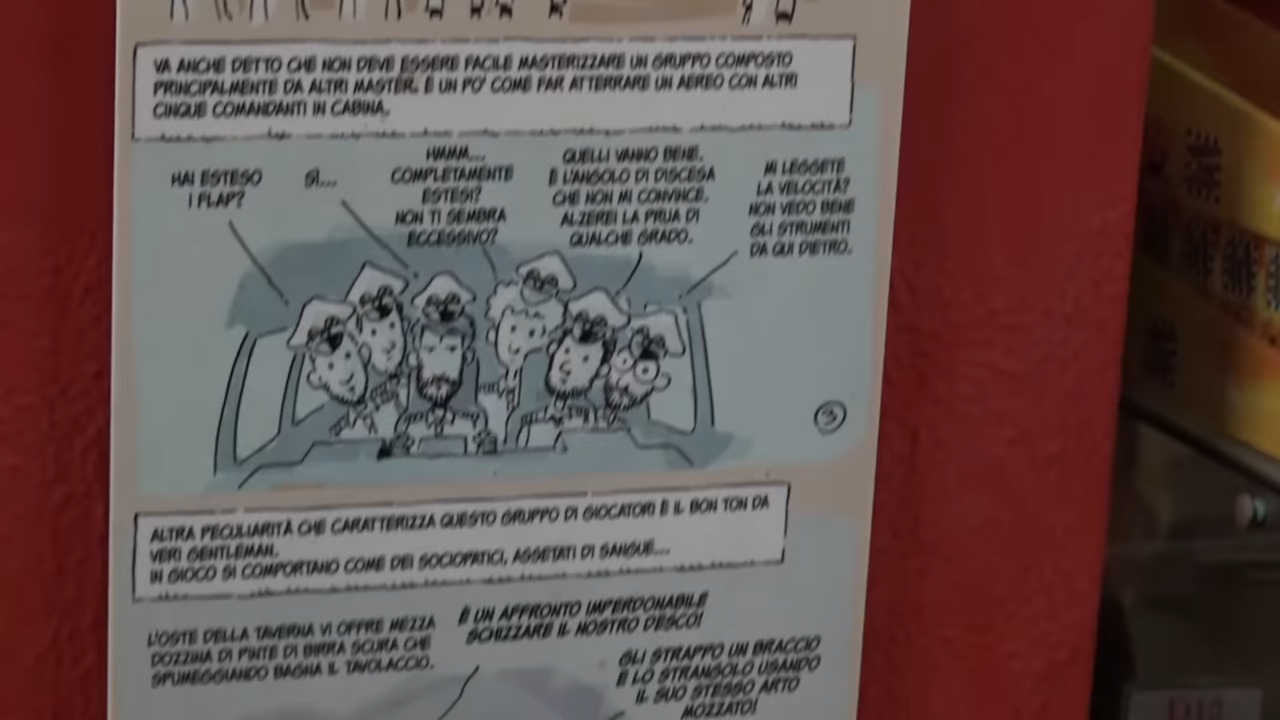 VA ANCHE DETTO CHE NON DEVE ESSERE FACILE MASTERIZZARE UN GRUPPO COMPOSTO
PRINCIPALMENTE DA ALTRI MASTER. È UN PO' COME FAR ATTERRARE UN AEREO CON ALTRI
CINQUE COMANDANTI IN CABINA.
HAI ESTESO
I FLAP?
SÌ...
HMMM...
COMPLETAMENTE
ESTESI?
NON TI SEMBRA
ECCESSIVO?
QUELLI VANNO BENE.
È L'ANGOLO DI DISCESA
CHE NON MI CONVINCE.
ALZEREI LA PRUA DI
QUALCHE GRADO.
MI LEGGETE
LA VELOCITÀ?
NON VEDO BENE
GLI STRUMENTI
DA QUI DIETRO.
3
ALTRA PECULIARITÀ CHE CARATTERIZZA QUESTO GRUPPO DI GIOCATORI È IL BON TON DA
VERI GENTLEMAN.
IN GIOCO SI COMPORTANO COME DEI SOCIOPATICI, ASSETATI DI SANGUE...
L'OSTE DELLA TAVERNA VI OFFRE MEZZA
DOZZINA DI PINTE DI BIRRA SCURA CHE
SPUMEGGIANDO BAGNA IL TAVOLACCIO.
È UN AFFRONTO IMPERDONABILE
SCHIZZARE IL NOSTRO DESCO!
GLI STRAPPO UN BRACCIO
E LO STRANGOLO USANDO
IL SUO STESSO ARTO
MOZZATO!